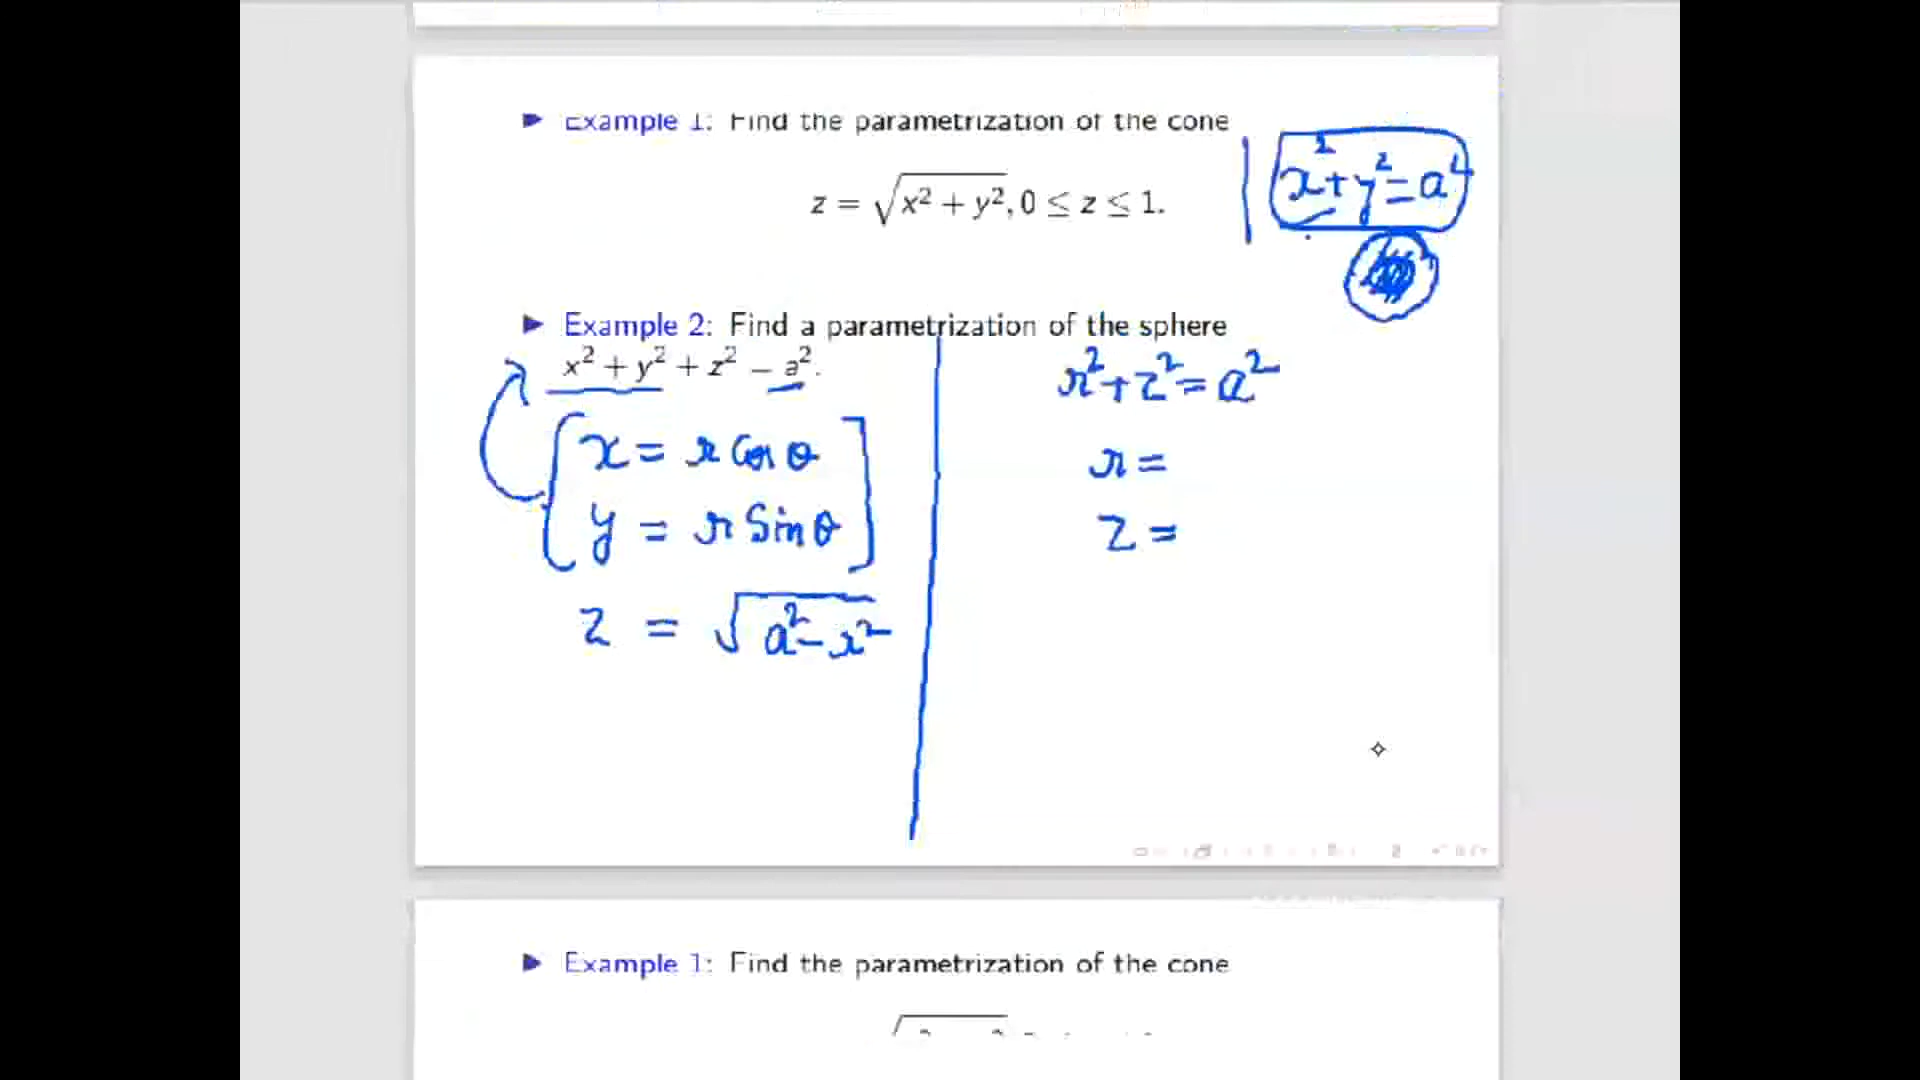 ▶ Example 1: Find the parametrization of the cone
z = √x² + y², 0 ≤ z ≤ 1.
x² + y² = a²
▶ Example 2: Find a parametrization of the sphere
x² + y² + z² = a².
x = r Cos θ
y = r Sin θ
z = √a² - r²
r² + z² = a²
r =
z =
▶ Example 1: Find the parametrization of the cone